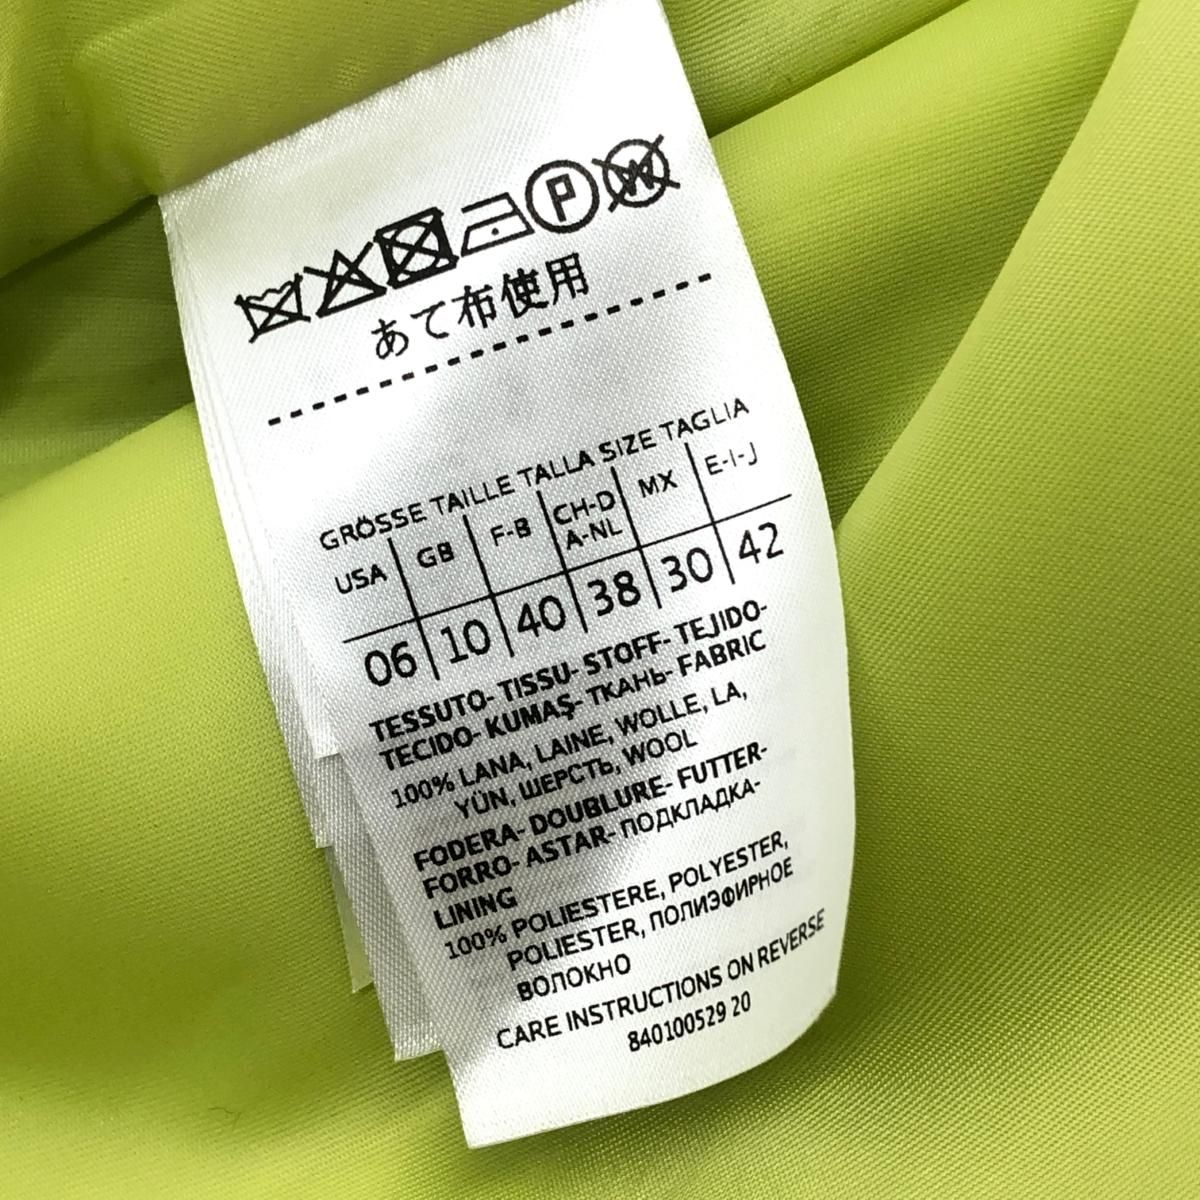 P W
あて布使用
GRÖSSE TAILLE TALLA SIZE TAGLIA
USA GB F-B CH-D A-NL MX E-I-J
06 10 40 38 30 42
TESSUTO- TISSU- STOFF- TEJIDO-
TECIDO- KUMAŞ- ТКАНЬ- FABRIC
100% LANA, LAINE, WOLLE, LA,
YÜN, ШЕРСТЬ, WOOL
FODERA- DOUBLURE- FUTTER-
FORRO- ASTAR- ПОДКЛАДКА-
LINING
100% POLIESTERE, POLYESTER,
POLIESTER, ПОЛИЭФИРНОЕ
ВОЛОКНО
CARE INSTRUCTIONS ON REVERSE
840100529 20